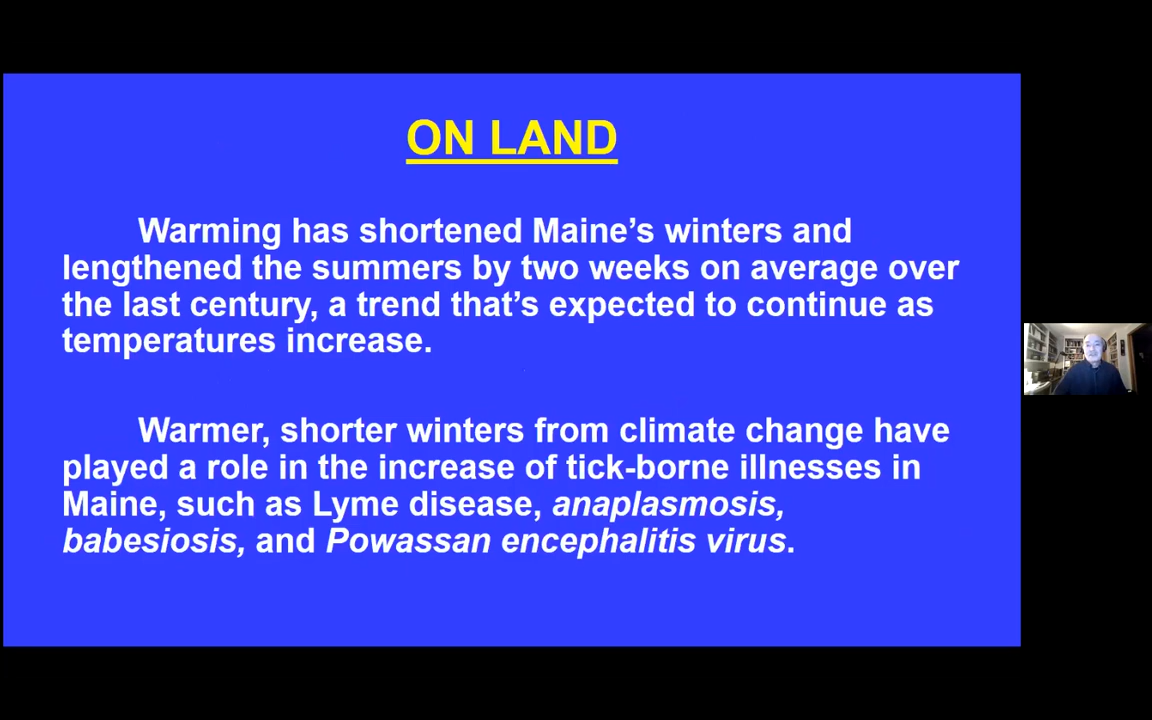 ON LAND
Warming has shortened Maine’s winters and
lengthened the summers by two weeks on average over
the last century, a trend that’s expected to continue as
temperatures increase.
Warmer, shorter winters from climate change have
played a role in the increase of tick-borne illnesses in
Maine, such as Lyme disease, anaplasmosis,
babesiosis, and Powassan encephalitis virus.